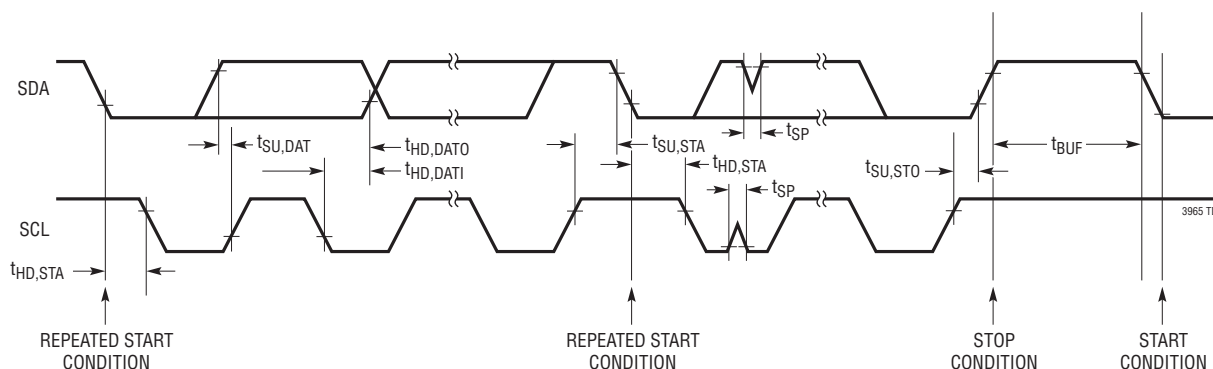 SDA
tSU,DAT
tHD,DATO
tHD,DATI
tSU,STA
tHD,STA
tSP
tSP
tSU,STO
tBUF
SCL
3965 T
tHD,STA
REPEATED START
CONDITION
REPEATED START
CONDITION
STOP
CONDITION
START
CONDITION